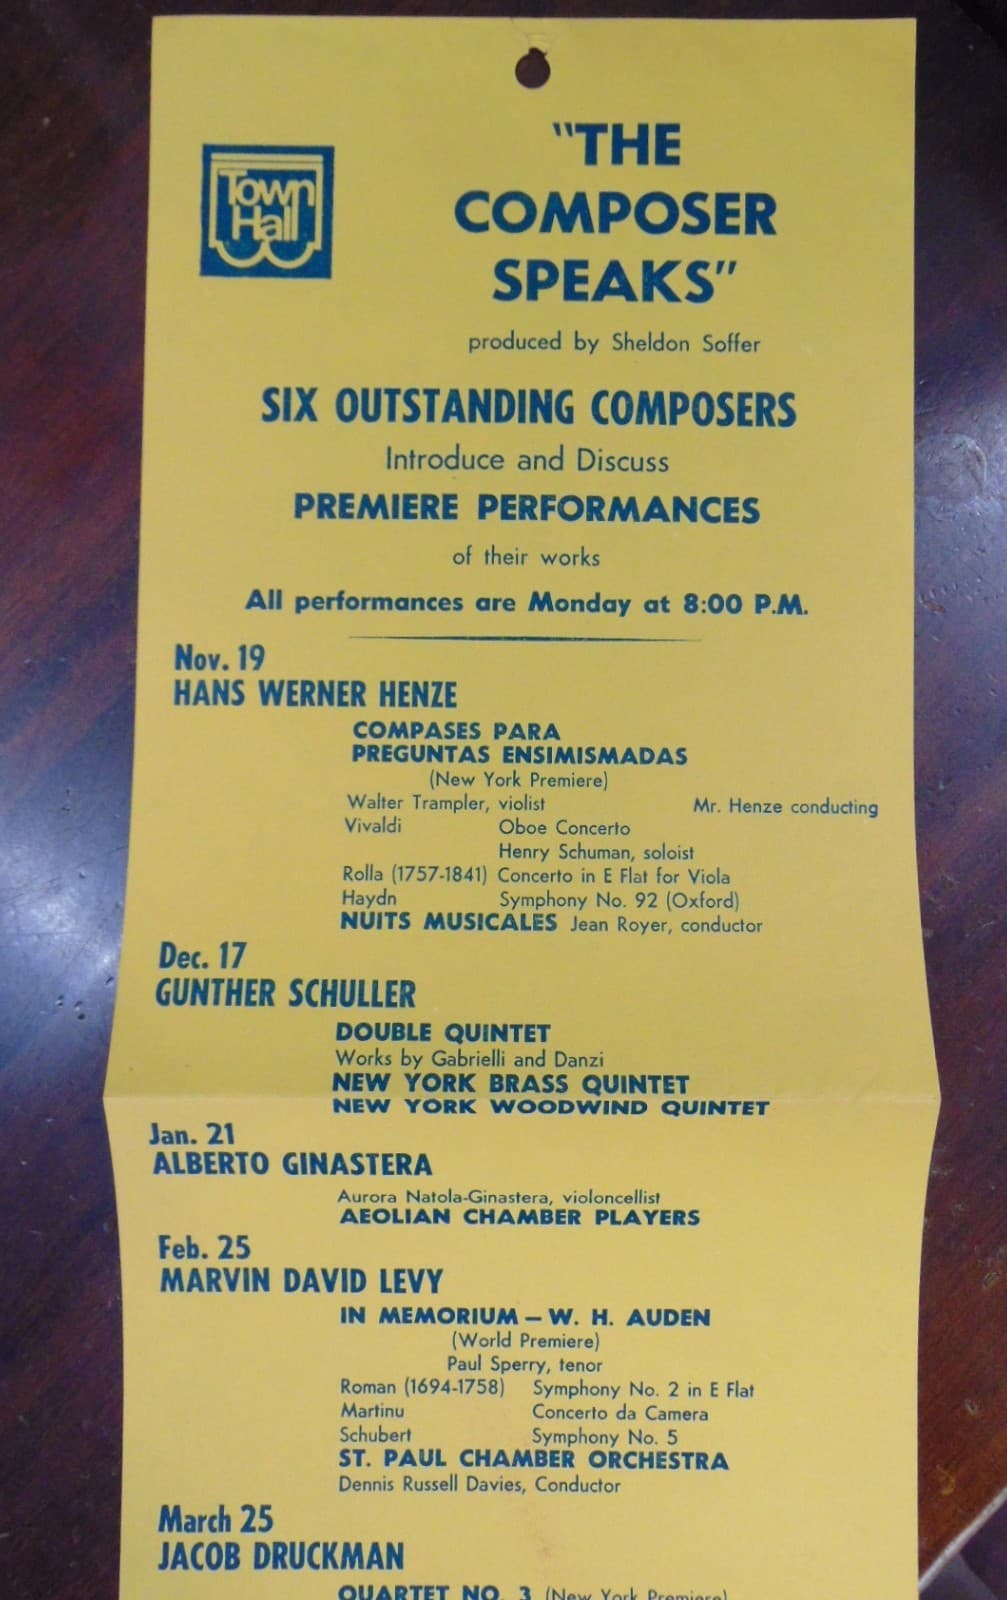 Town
Hall
"THE
COMPOSER
SPEAKS"
produced by Sheldon Soffer
SIX OUTSTANDING COMPOSERS
Introduce and Discuss
PREMIERE PERFORMANCES
of their works
All performances are Monday at 8:00 P.M.
Nov. 19
HANS WERNER HENZE
COMPASES PARA
PREGUNTAS ENSIMISMADAS
(New York Premiere)
Walter Trampler, violist Mr. Henze conducting
Vivaldi Oboe Concerto
Henry Schuman, soloist
Rolla (1757-1841) Concerto in E Flat for Viola
Haydn Symphony No. 92 (Oxford)
NUITS MUSICALES Jean Royer, conductor
Dec. 17
GUNTHER SCHULLER
DOUBLE QUINTET
Works by Gabrielli and Danzi
NEW YORK BRASS QUINTET
NEW YORK WOODWIND QUINTET
Jan. 21
ALBERTO GINASTERA
Aurora Natola-Ginastera, violoncellist
AEOLIAN CHAMBER PLAYERS
Feb. 25
MARVIN DAVID LEVY
IN MEMORIUM — W. H. AUDEN
(World Premiere)
Paul Sperry, tenor
Roman (1694-1758) Symphony No. 2 in E Flat
Martinu Concerto da Camera
Schubert Symphony No. 5
ST. PAUL CHAMBER ORCHESTRA
Dennis Russell Davies, Conductor
March 25
JACOB DRUCKMAN
QUARTET NO. 3 (New York Premiere)